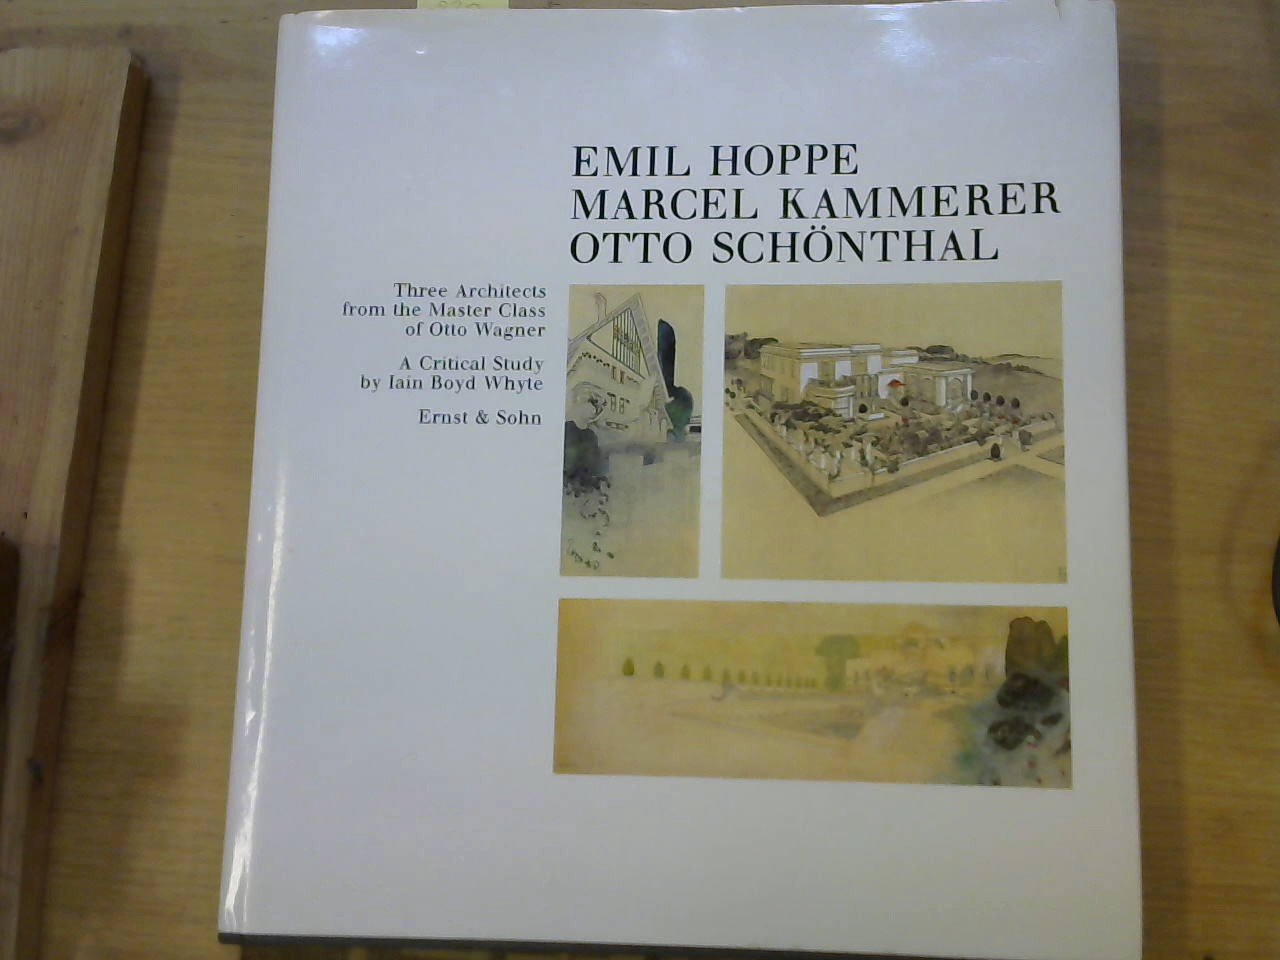 EMIL HOPPE
MARCEL KAMMERER
OTTO SCHÖNTHAL
Three Architects
from the Master Class
of Otto Wagner
A Critical Study
by Iain Boyd Whyte
Ernst & Sohn